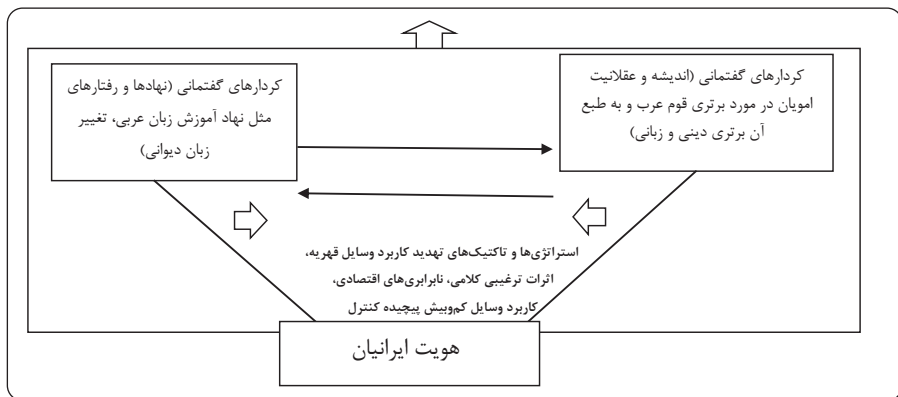 کردارهای گفتمانی (اندیشه و عقلانیت
امویان در مورد برتری قوم عرب و به طبع
آن برتری دینی و زبانی)
کردارهای گفتمانی (نهادها و رفتارهای
مثل نهاد آموزش زبان عربی، تغییر
زبان دیوانی)
استراتژی‌ها و تاکتیک‌های تهدید کاربرد وسایل قهریه،
اثرات ترغیبی کلامی، نابرابری‌های اقتصادی،
کاربرد وسایل کم‌وبیش پیچیده کنترل
هویت ایرانیان